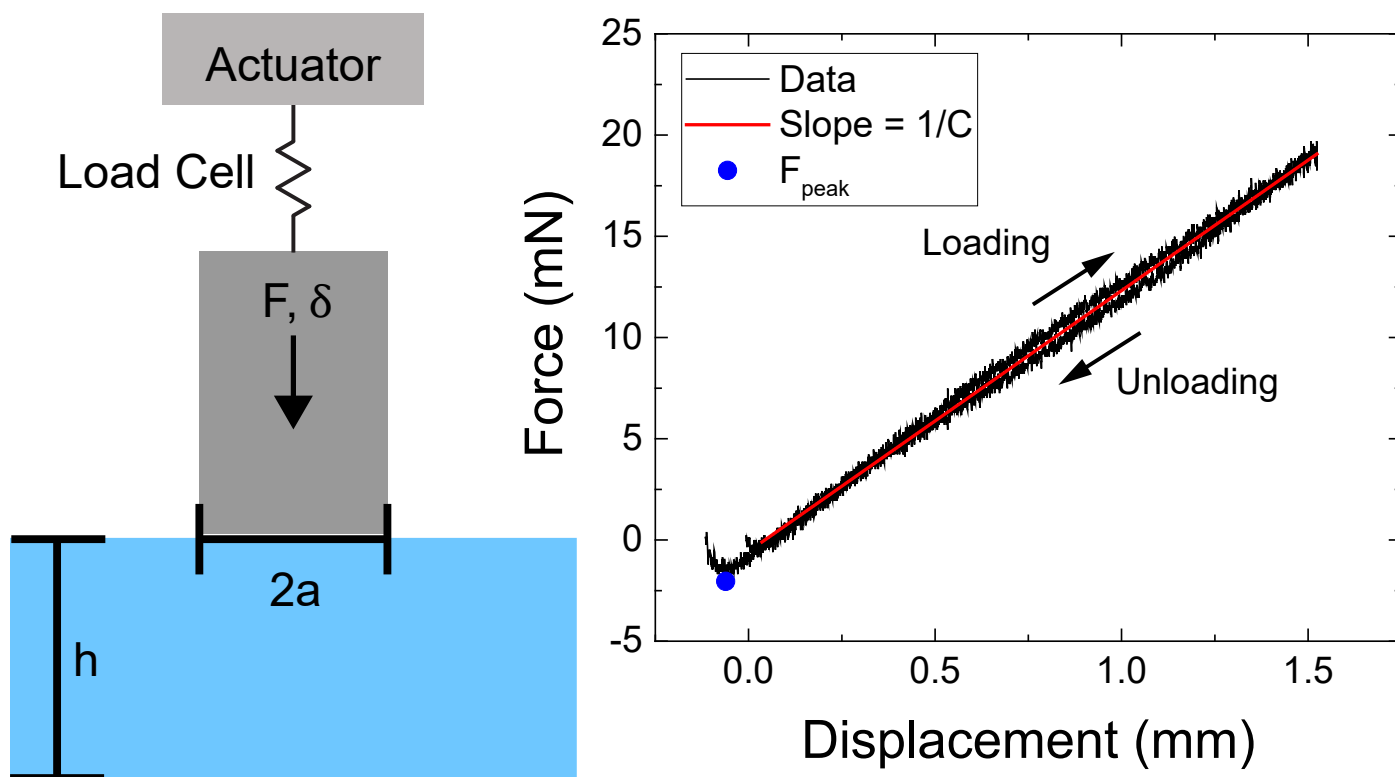 Actuator
Load Cell
F, δ
2a
h
25
20
15
10
5
0
-5
Force (mN)
Data
Slope = 1/C
F_peak
Loading
Unloading
0.0
0.5
1.0
1.5
Displacement (mm)